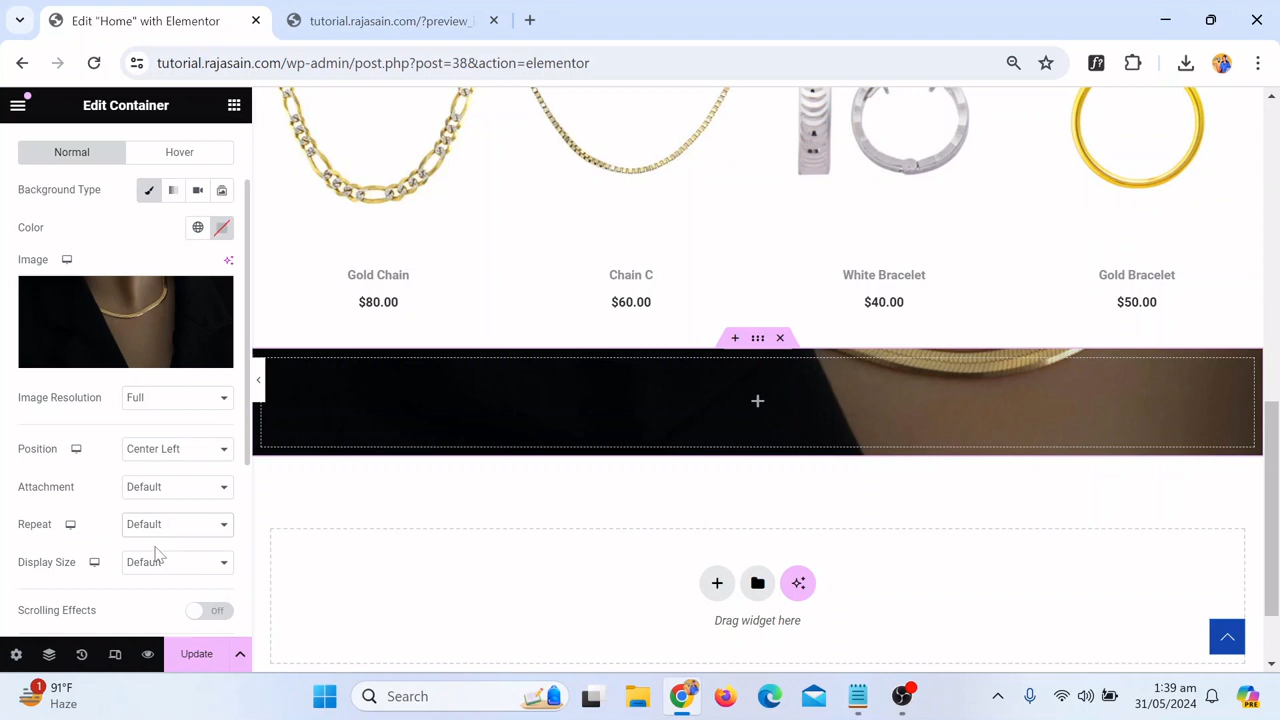 Edit "Home" with Elementor
tutorial.rajasain.com/?preview_i
tutorial.rajasain.com/wp-admin/post.php?post=38&action=elementor
Edit Container
Normal
Hover
Background Type
Color
Image
Image Resolution
Full
Position
Center Left
Attachment
Default
Repeat
Default
Display Size
Default
Scrolling Effects
Off
Update
Gold Chain
Chain C
White Bracelet
Gold Bracelet
$80.00
$60.00
$40.00
$50.00
Drag widget here
1
91°F
Haze
Search
1:39 am
31/05/2024
PRE